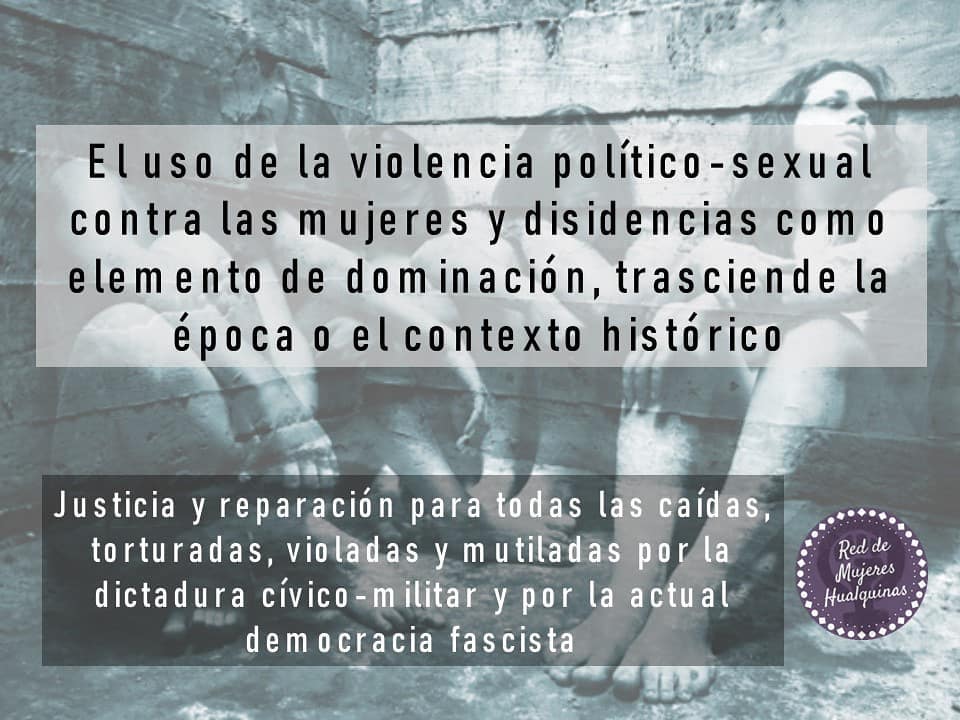 El uso de la violencia político-sexual
contra las mujeres y disidencias como
elemento de dominación, trasciende la
época o el contexto histórico
Justicia y reparación para todas las caídas,
torturadas, violadas y mutiladas por la
dictadura cívico-militar y por la actual
democracia fascista
Red de
Mujeres
Hualquinas